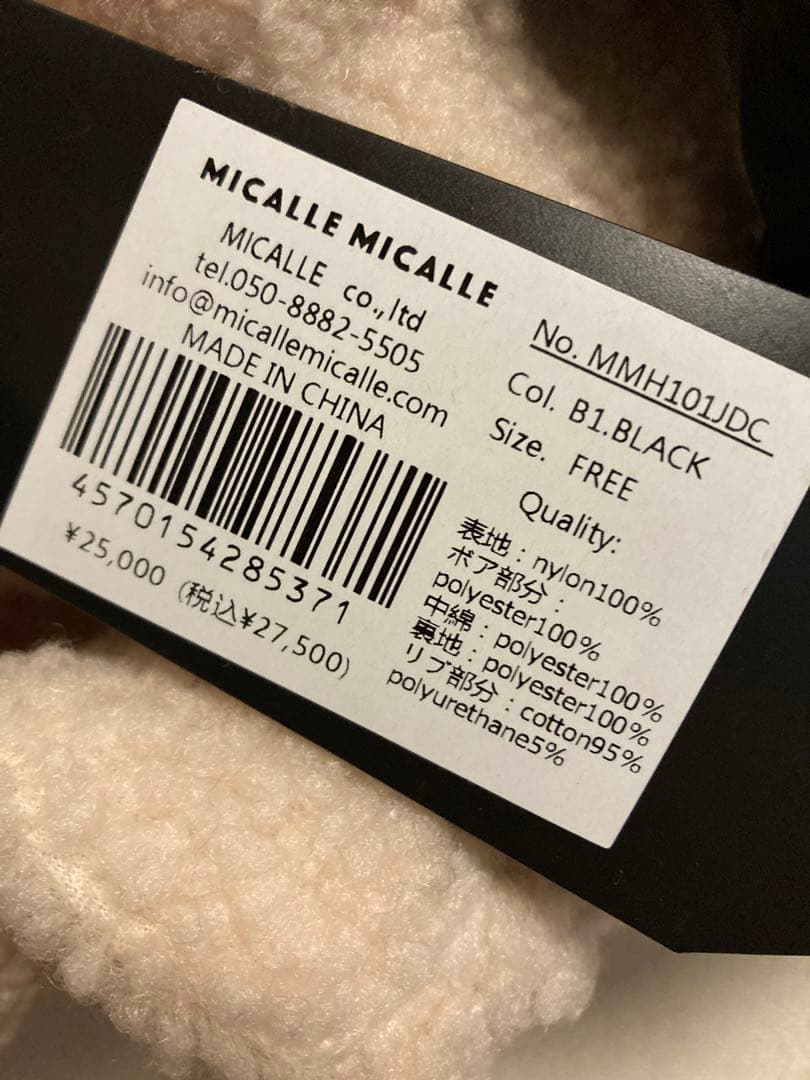 MICALLE MICALLE
MICALLE co.,ltd
tel.050-8882-5505
info@micallemicalle.com
MADE IN CHINA
4570154285371
¥25,000 (税込¥27,500)
No. MMH101JDC
Col. B1.BLACK
Size. FREE
Quality:
表地：nylon100%
ボア部分：
polyester100%
中綿：polyester100%
裏地：polyester100%
リブ部分：cotton95%
polyurethane5%